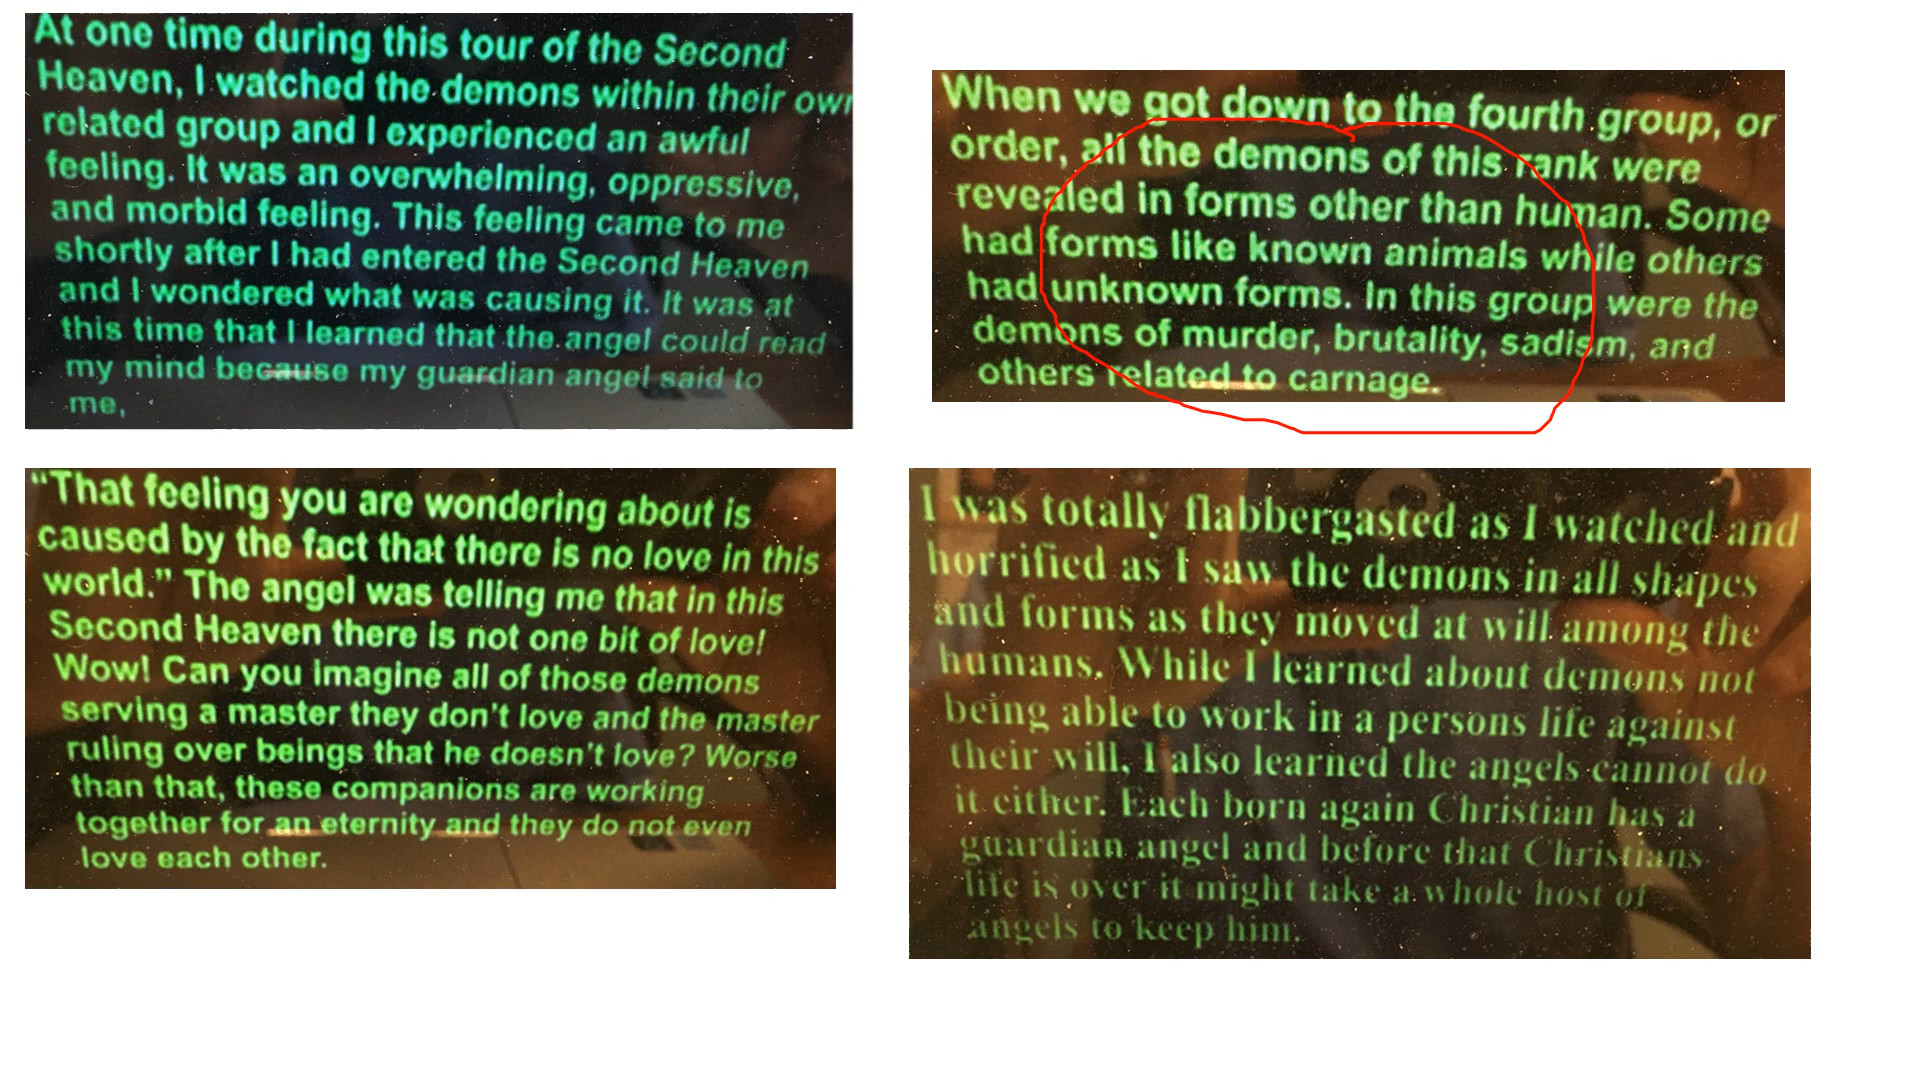 At one time during this tour of the Second
Heaven, I watched the demons within their own
related group and I experienced an awful
feeling. It was an overwhelming, oppressive,
and morbid feeling. This feeling came to me
shortly after I had entered the Second Heaven
and I wondered what was causing it. It was at
this time that I learned that the angel could read
my mind because my guardian angel said to
me,
When we got down to the fourth group, or
order, all the demons of this rank were
revealed in forms other than human. Some
had forms like known animals while others
had unknown forms. In this group were the
demons of murder, brutality, sadism, and
others related to carnage.
“That feeling you are wondering about is
caused by the fact that there is no love in this
world.” The angel was telling me that in this
Second Heaven there is not one bit of love!
Wow! Can you imagine all of those demons
serving a master they don't love and the master
ruling over beings that he doesn't love? Worse
than that, these companions are working
together for an eternity and they do not even
love each other.
I was totally flabbergasted as I watched and
horrified as I saw the demons in all shapes
and forms as they moved at will among the
humans. While I learned about demons not
being able to work in a persons life against
their will, I also learned the angels cannot do
it either. Each born again Christian has a
guardian angel and before that Christians
life is over it might take a whole host of
angels to keep him.